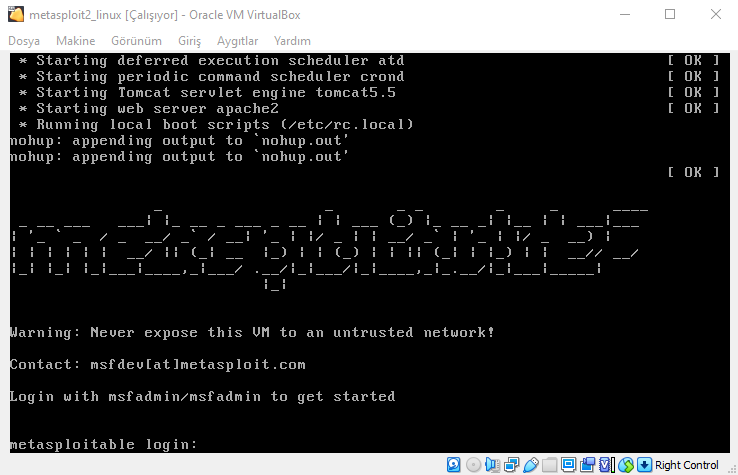 metasploit2_linux [Çalışıyor] - Oracle VM VirtualBox
Dosya Makine Görünüm Giriş Aygıtlar Yardım
* Starting deferred execution scheduler atd [ OK ]
* Starting periodic command scheduler crond [ OK ]
* Starting Tomcat servlet engine tomcat5.5 [ OK ]
* Starting web server apache2 [ OK ]
* Running local boot scripts (/etc/rc.local)
nohup: appending output to `nohup.out'
nohup: appending output to `nohup.out'
[ OK ]
metasploitable2
Warning: Never expose this VM to an untrusted network!
Contact: msfdev[at]metasploit.com
Login with msfadmin/msfadmin to get started
metasploitable login:
Right Control